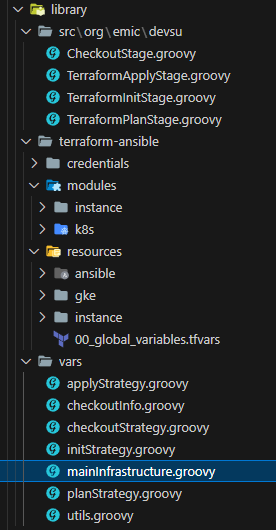 library
src\org\emic\devsu
CheckoutStage.groovy
TerraformApplyStage.groovy
TerraformInitStage.groovy
TerraformPlanStage.groovy
terraform-ansible
credentials
modules
instance
k8s
resources
ansible
gke
instance
00_global_variables.tfvars
vars
applyStrategy.groovy
checkoutInfo.groovy
checkoutStrategy.groovy
initStrategy.groovy
mainInfrastructure.groovy
planStrategy.groovy
utils.groovy